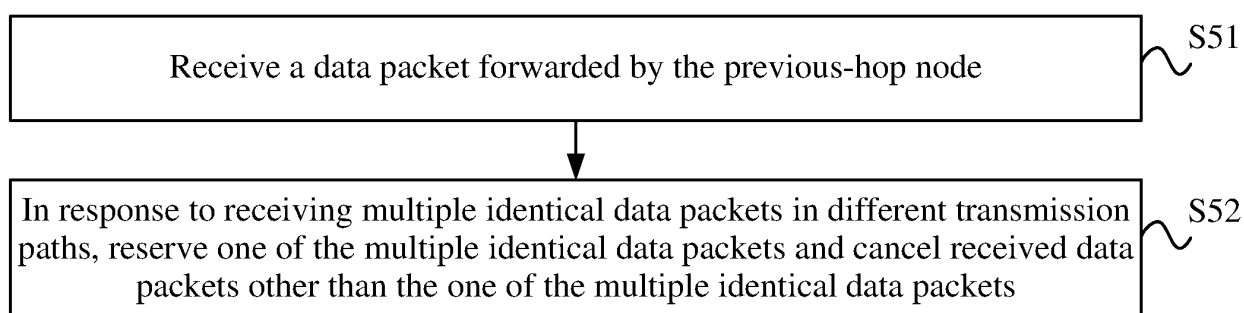 Receive a data packet forwarded by the previous-hop node
S51
In response to receiving multiple identical data packets in different transmission
paths, reserve one of the multiple identical data packets and cancel received data
packets other than the one of the multiple identical data packets
S52